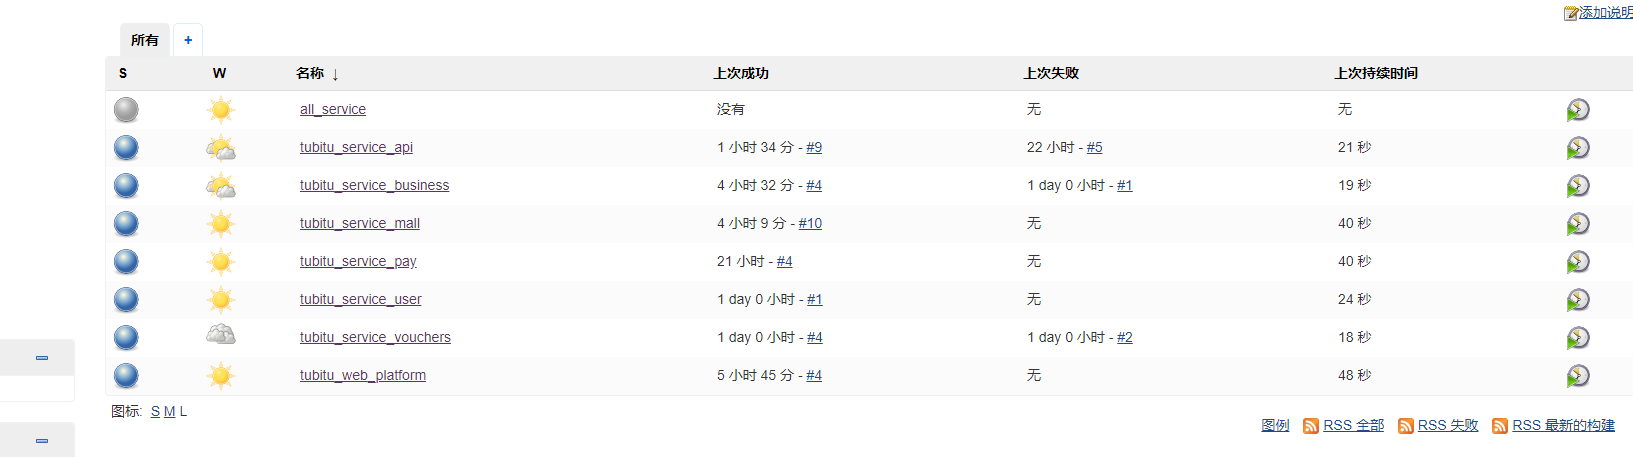 添加说明
所有 +
S W 名称 ↓ 上次成功 上次失败 上次持续时间
all_service 没有 无 无
tubitu_service_api 1 小时 34 分 - #9 22 小时 - #5 21 秒
tubitu_service_business 4 小时 32 分 - #4 1 day 0 小时 - #1 19 秒
tubitu_service_mall 4 小时 9 分 - #10 无 40 秒
tubitu_service_pay 21 小时 - #4 无 40 秒
tubitu_service_user 1 day 0 小时 - #1 无 24 秒
tubitu_service_vouchers 1 day 0 小时 - #4 1 day 0 小时 - #2 18 秒
tubitu_web_platform 5 小时 45 分 - #4 无 48 秒
图标: S M L
图例 RSS 全部 RSS 失败 RSS 最新的构建